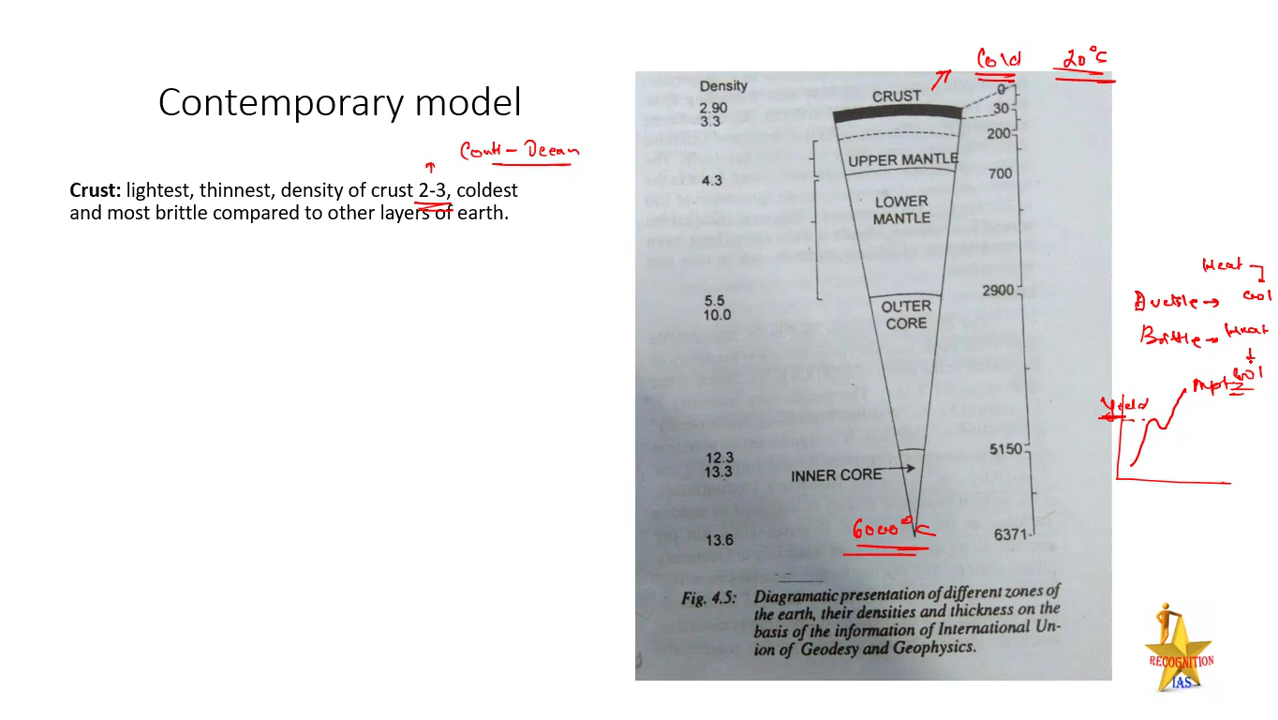 Contemporary model
Conti - Ocean
Crust: lightest, thinnest, density of crust 2-3, coldest
and most brittle compared to other layers of earth.
Cold 20°C
Density
CRUST
0
2.90
30
3.3
200
UPPER MANTLE
4.3
700
LOWER
MANTLE
2900
5.5
10.0
OUTER
CORE
12.3
5150
13.3
INNER CORE
6000°C
13.6
6371
Fig. 4.5: Diagramatic presentation of different zones of
the earth, their densities and thickness on the
basis of the information of International Un-
ion of Geodesy and Geophysics.
Heat
Ductile → Cool
Brittle → Heat
Cool
Mpt
Yield
RECOGNITION
IAS